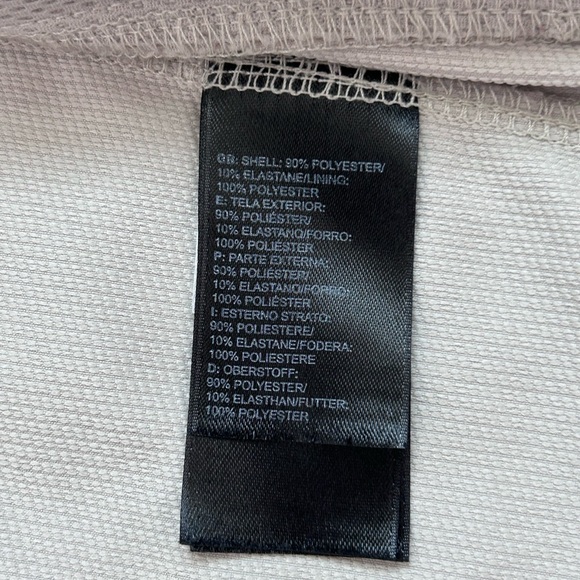 GB: SHELL: 90% POLYESTER/
10% ELASTANE/LINING:
100% POLYESTER
E: TELA EXTERIOR:
90% POLIÉSTER/
10% ELASTANO/FORRO:
100% POLIÉSTER
P: PARTE EXTERNA:
90% POLIÉSTER/
10% ELASTANO/FORRO:
100% POLIÉSTER
I: ESTERNO STRATO:
90% POLIESTERE/
10% ELASTANE/FODERA:
100% POLIESTERE
D: OBERSTOFF:
90% POLYESTER/
10% ELASTHAN/FUTTER:
100% POLYESTER